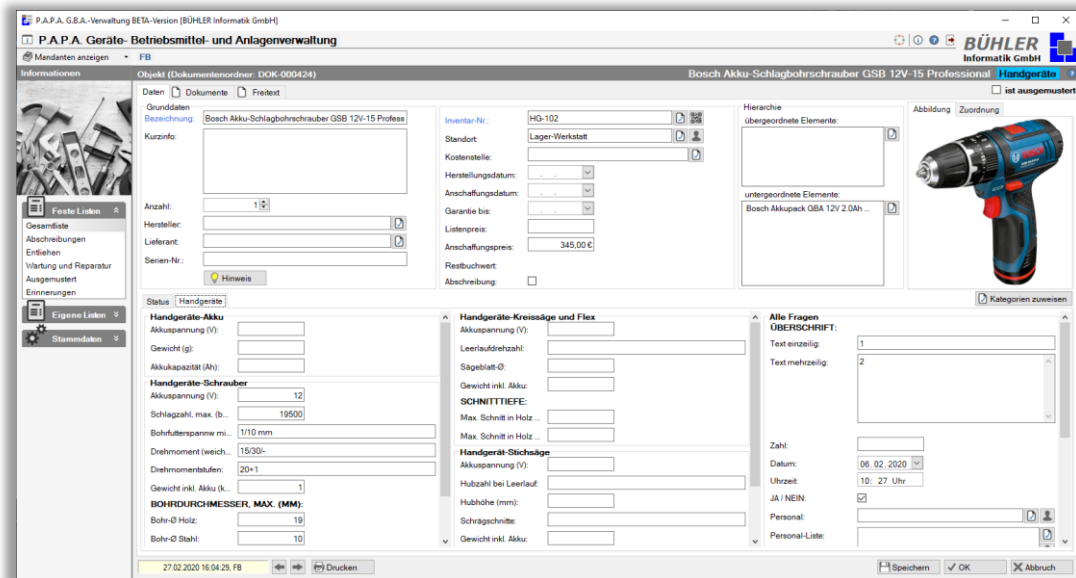 P.A.P.A. G.B.A.-Verwaltung BETA-Version [BÜHLER Informatik GmbH]
P.A.P.A. Geräte- Betriebsmittel- und Anlagenverwaltung
BÜHLER
Informatik GmbH
Mandanten anzeigen FB
Informationen
Objekt (Dokumentenordner: DOK-000424)
Bosch Akku-Schlagbohrschrauber GSB 12V-15 Professional Handgeräte
Daten Dokumente Freitext
ist ausgemustert
Grunddaten
Bezeichnung: Bosch Akku-Schlagbohrschrauber GSB 12V-15 Profess
Kurzinfo:
Anzahl: 1
Hersteller:
Lieferant:
Serien-Nr.:
Hinweis
Inventar-Nr.: HG-102
Standort: Lager-Werkstatt
Kostenstelle:
Herstellungsdatum: . .
Anschaffungsdatum: . .
Garantie bis: . .
Listenpreis:
Anschaffungspreis: 345,00 €
Restbuchwert:
Abschreibung:
Hierarchie
übergeordnete Elemente:
untergeordnete Elemente:
Bosch Akkupack GBA 12V 2.0Ah ...
Abbildung Zuordnung
BOSCH
Kategorien zuweisen
Feste Listen
Gesamtliste
Abschreibungen
Entliehen
Wartung und Reparatur
Ausgemustert
Erinnerungen
Eigene Listen
Stammdaten
Status Handgeräte
Handgeräte-Akku
Akkuspannung (V):
Gewicht (g):
Akkukapazität (Ah):
Handgeräte-Schrauber
Akkuspannung (V): 12
Schlagzahl, max. (b... 19500
Bohrfutterspannw mi... 1/10 mm
Drehmoment (weich... 15/30/-
Drehmomentstufen: 20+1
Gewicht inkl. Akku (k... 1
BOHRDURCHMESSER, MAX. (MM):
Bohr-Ø Holz: 19
Bohr-Ø Stahl: 10
Handgeräte-Kreissäge und Flex
Akkuspannung (V):
Leerlaufdrehzahl:
Sägeblatt-Ø:
Gewicht inkl. Akku:
SCHNITTTIEFE:
Max. Schnitt in Holz ...
Max. Schnitt in Holz ...
Handgerät-Stichsäge
Akkuspannung (V):
Hubzahl bei Leerlauf:
Hubhöhe (mm):
Schrägschnitte:
Gewicht inkl. Akku:
Alle Fragen
ÜBERSCHRIFT:
Text einzeilig: 1
Text mehrzeilig: 2
Zahl:
Datum: 06. 02. 2020
Uhrzeit: 10: 27 Uhr
JA / NEIN:
Personal:
Personal-Liste:
27.02.2020 16:04:29, FB
Drucken
Speichern OK Abbruch